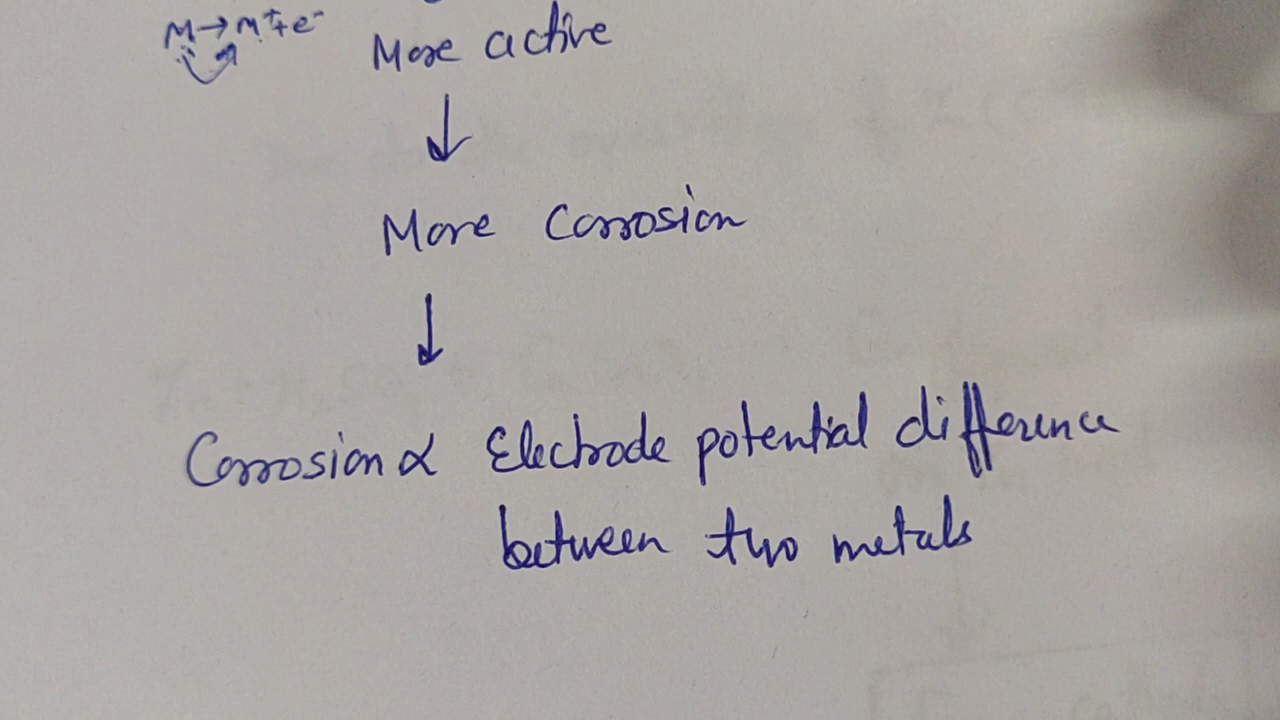 M→M⁺+e⁻
More active
↓
More Corrosion
↓
Corrosion ∝ Electrode potential difference
between two metals